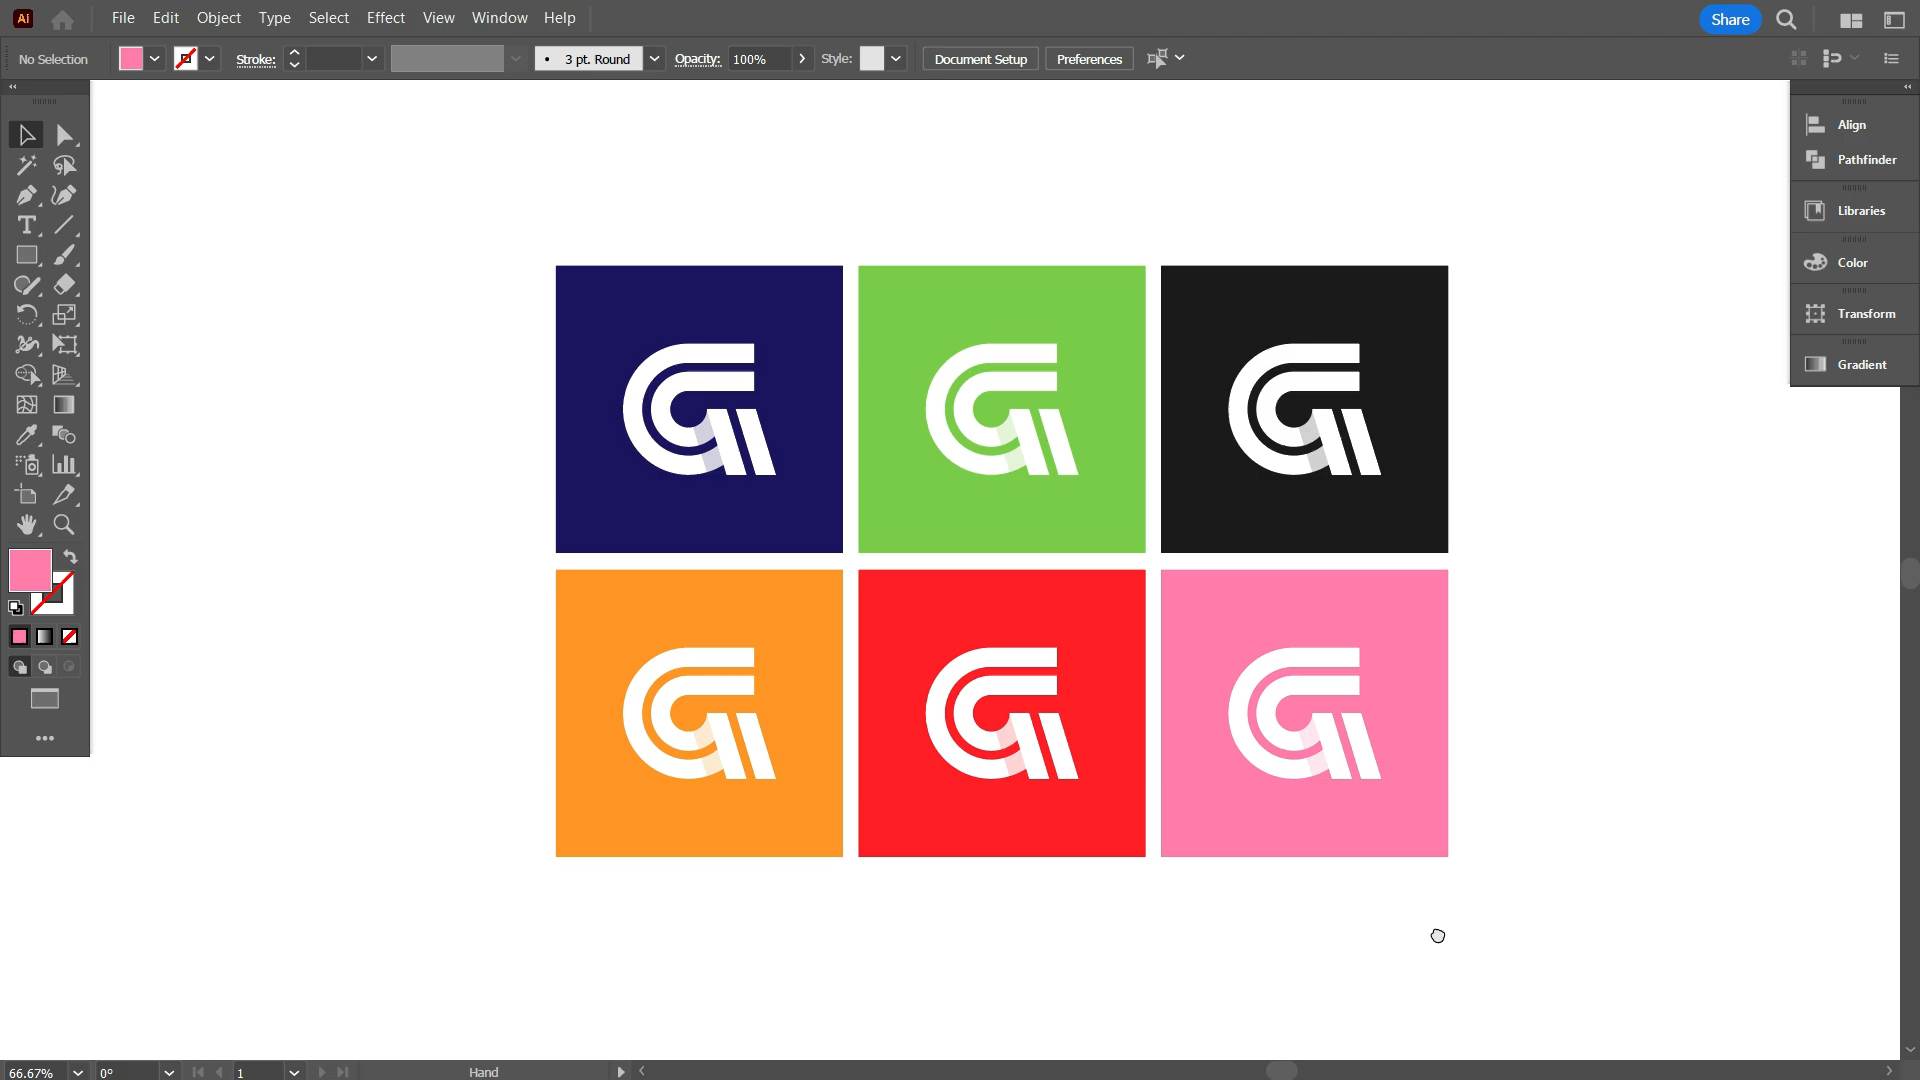 Ai File Edit Object Type Select Effect View Window Help Share
No Selection Stroke: 3 pt. Round Opacity: 100% Style: Document Setup Preferences
Align
Pathfinder
Libraries
Color
Transform
Gradient
66.67% 0° 1 Hand